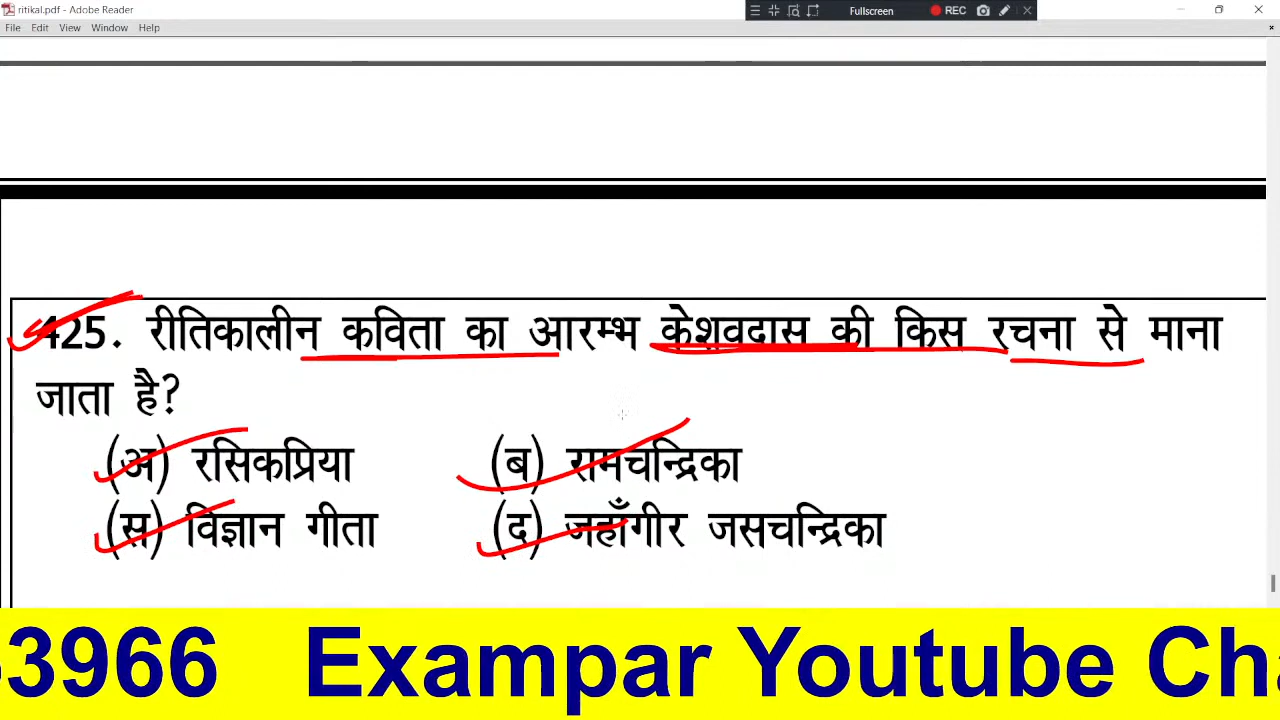 ritikal.pdf - Adobe Reader
Fullscreen
REC
File Edit View Window Help
425. रीतिकालीन कविता का आरम्भ केशवदास की किस रचना से माना
जाता है?
(अ) रसिकप्रिया (ब) रामचन्द्रिका
(स) विज्ञान गीता (द) जहाँगीर जसचन्द्रिका
3966 Exampar Youtube Cha